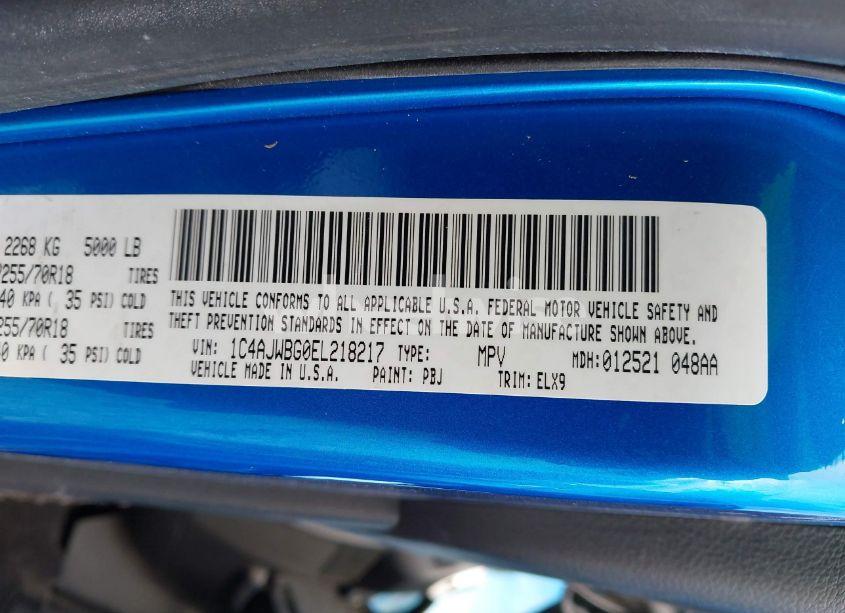 2268 KG 5000 LB
255/70R18 TIRES
40 KPA ( 35 PSI) COLD
255/70R18 TIRES
40 KPA ( 35 PSI) COLD
THIS VEHICLE CONFORMS TO ALL APPLICABLE U.S.A. FEDERAL MOTOR VEHICLE SAFETY AND
THEFT PREVENTION STANDARDS IN EFFECT ON THE DATE OF MANUFACTURE SHOWN ABOVE.
VIN: 1C4AJWBG0EL218217 TYPE: MPV MDH:012521 048AA
VEHICLE MADE IN U.S.A. PAINT: PBJ TRIM: ELX9